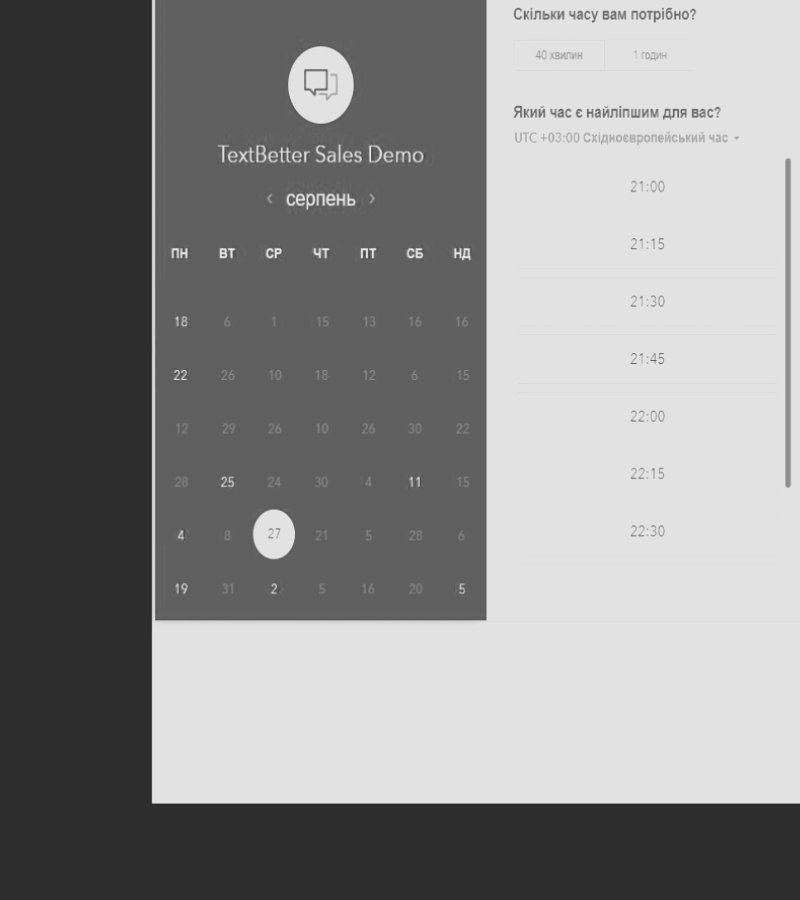 TextBetter Sales Demo
‹ серпень ›
ПН ВТ СР ЧТ ПТ СБ НД
18 6 1 15 13 16 16
22 26 10 18 12 6 15
12 29 26 10 26 30 22
28 25 24 30 4 11 15
4 8 27 21 5 28 6
19 31 2 5 16 20 5
Скільки часу вам потрібно?
40 хвилин 1 годин
Який час є найліпшим для вас?
UTC +03:00 Східноєвропейський час
21:00
21:15
21:30
21:45
22:00
22:15
22:30